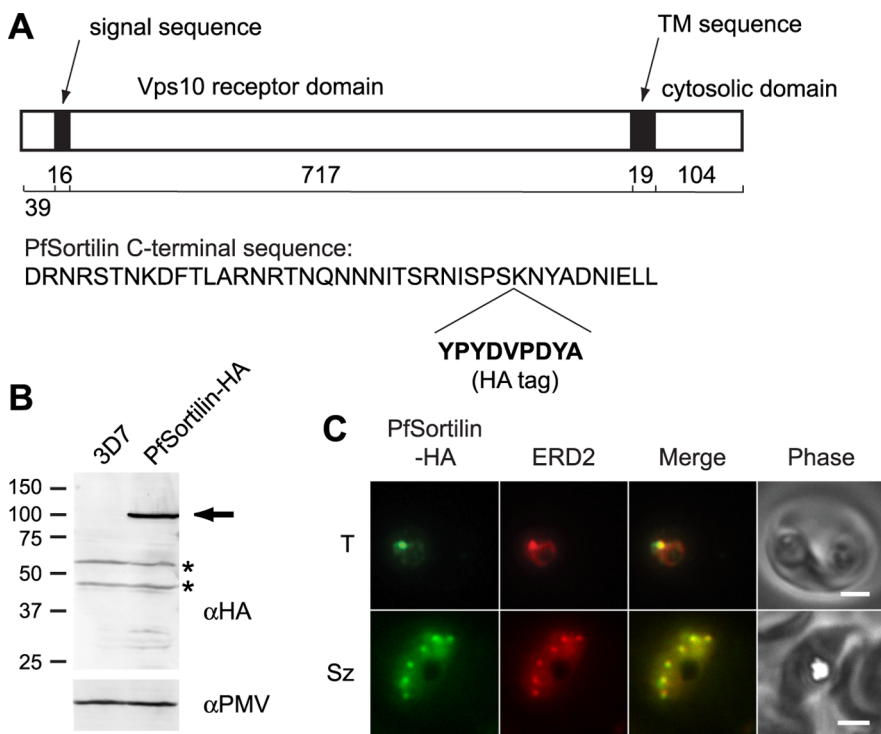 A
signal sequence
TM sequence
Vps10 receptor domain
cytosolic domain
16
717
19
104
39
PfSortilin C-terminal sequence:
DRNRSTNKDFTLARNRTNQNNNITSRNISPSKNYADNIELL
YPYDVPDYA
(HA tag)
B
3D7
PfSortilin-HA
150
100
75
50
37
25
*
*
αHA
αPMV
C
PfSortilin
-HA
ERD2
Merge
Phase
T
Sz